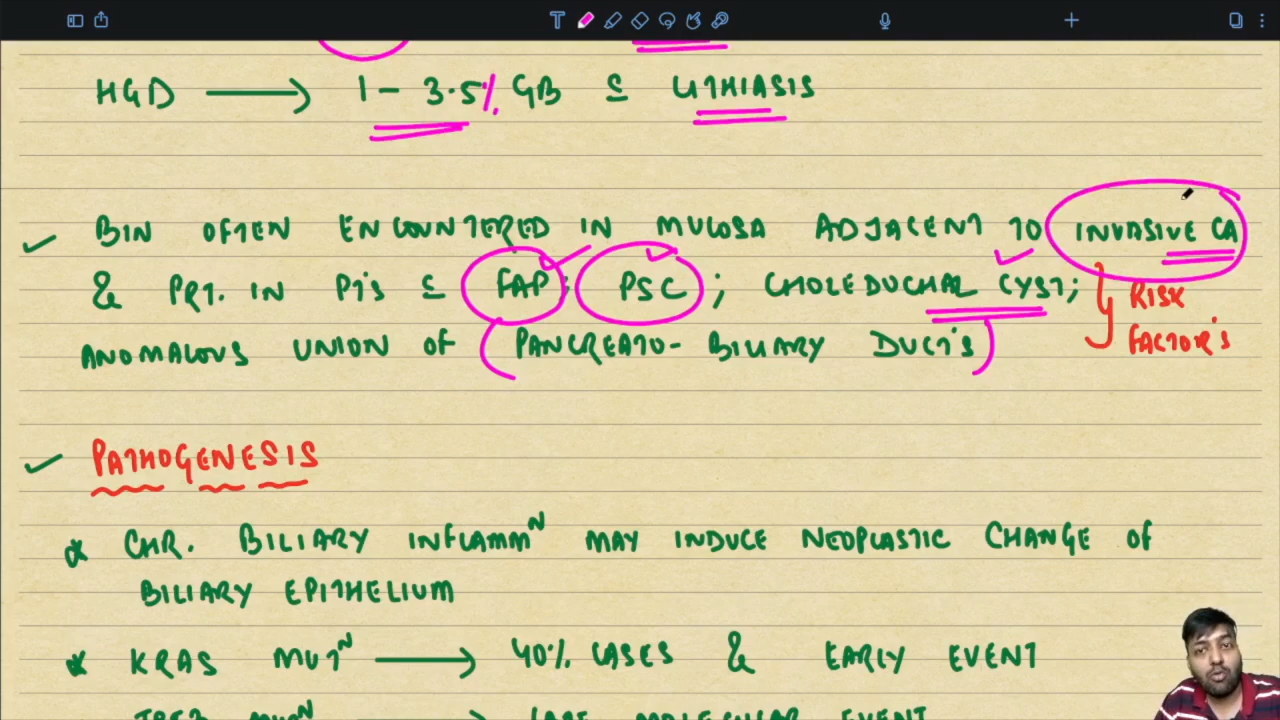 HGD → 1 - 3.5% GB c̄ LITHIASIS
BIN OFTEN ENCOUNTERED IN MUCOSA ADJACENT TO INVASIVE CA
& PRT. IN PT'S c̄ FAP; PSC; CHOLEDUCHAL CYST;
RISK
FACTOR'S
ANOMALOUS UNION OF (PANCREATO-BILIARY DUCT'S)
PATHOGENESIS
* CHR. BILIARY INFLAMMᴺ MAY INDUCE NEOPLASTIC CHANGE OF
BILIARY EPITHELIUM
* KRAS MUTᴺ → 40% CASES & EARLY EVENT